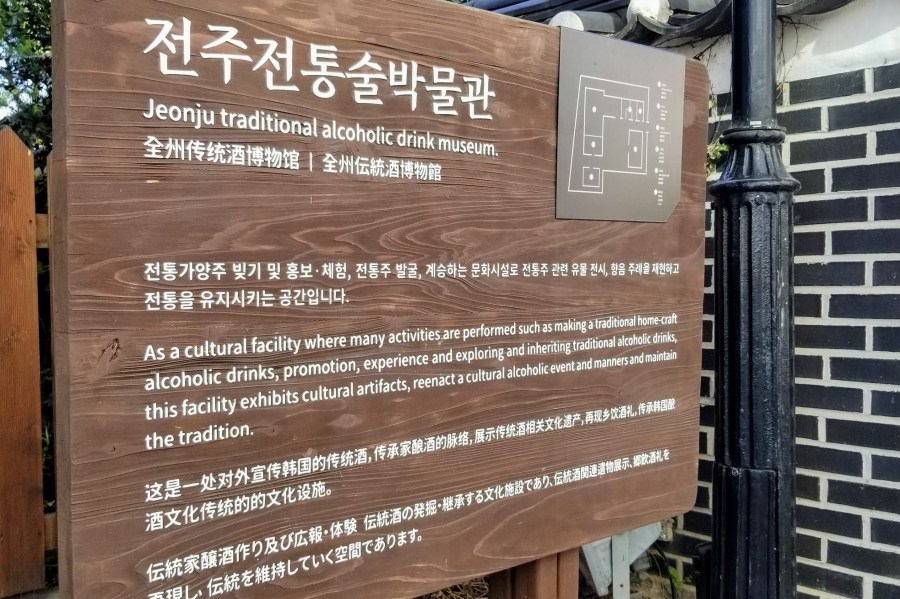 전주전통술박물관
Jeonju traditional alcoholic drink museum.
全州传统酒博物馆 | 全州伝統酒博物館
전통가양주 빚기 및 홍보·체험, 전통주 발굴, 계승하는 문화시설로 전통주 관련 유물 전시, 향음 주례을 재현하고
전통을 유지시키는 공간입니다.
As a cultural facility where many activities are performed such as making a traditional home-craft
alcoholic drinks, promotion, experience and exploring and inheriting traditional alcoholic drinks,
this facility exhibits cultural artifacts, reenact a cultural alcoholic event and manners and maintain
the tradition.
这是一处对外宣传韩国的传统酒, 传承家酿酒的脉络, 展示传统酒相关文化遗产, 再现乡饮酒礼, 传承韩国酿
酒文化传统的的文化设施。
伝統家醸酒作り及び広報・体験 伝統酒の発掘・継承する文化施設であり、伝統酒関連遺物展示、郷飲酒礼を
再現し, 伝統を維持していく空間であります。